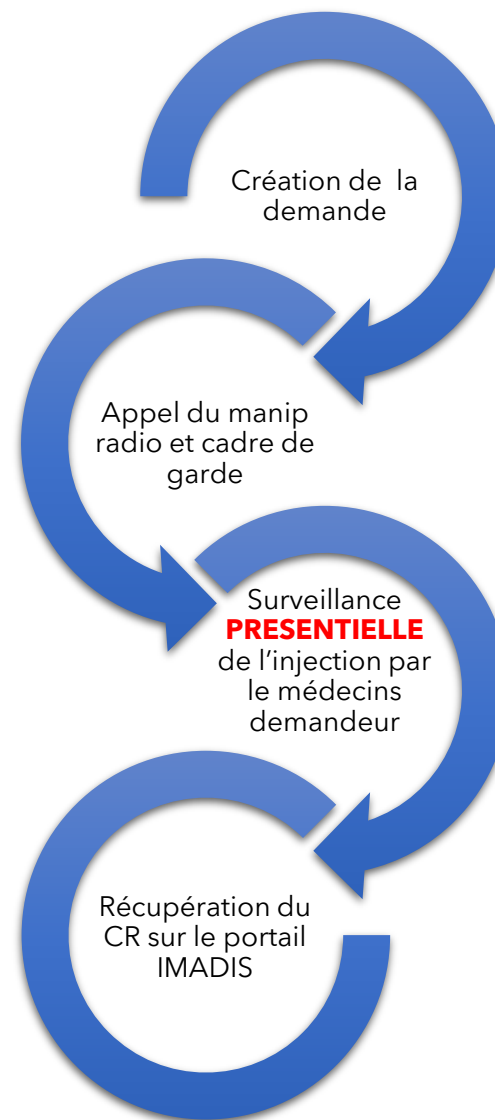 Création de  la
demande
Appel du manip
radio et cadre de
garde
Surveillance
PRESENTIELLE
de l’injection par
le médecins
demandeur
Récupération du
CR sur le portail
IMADIS